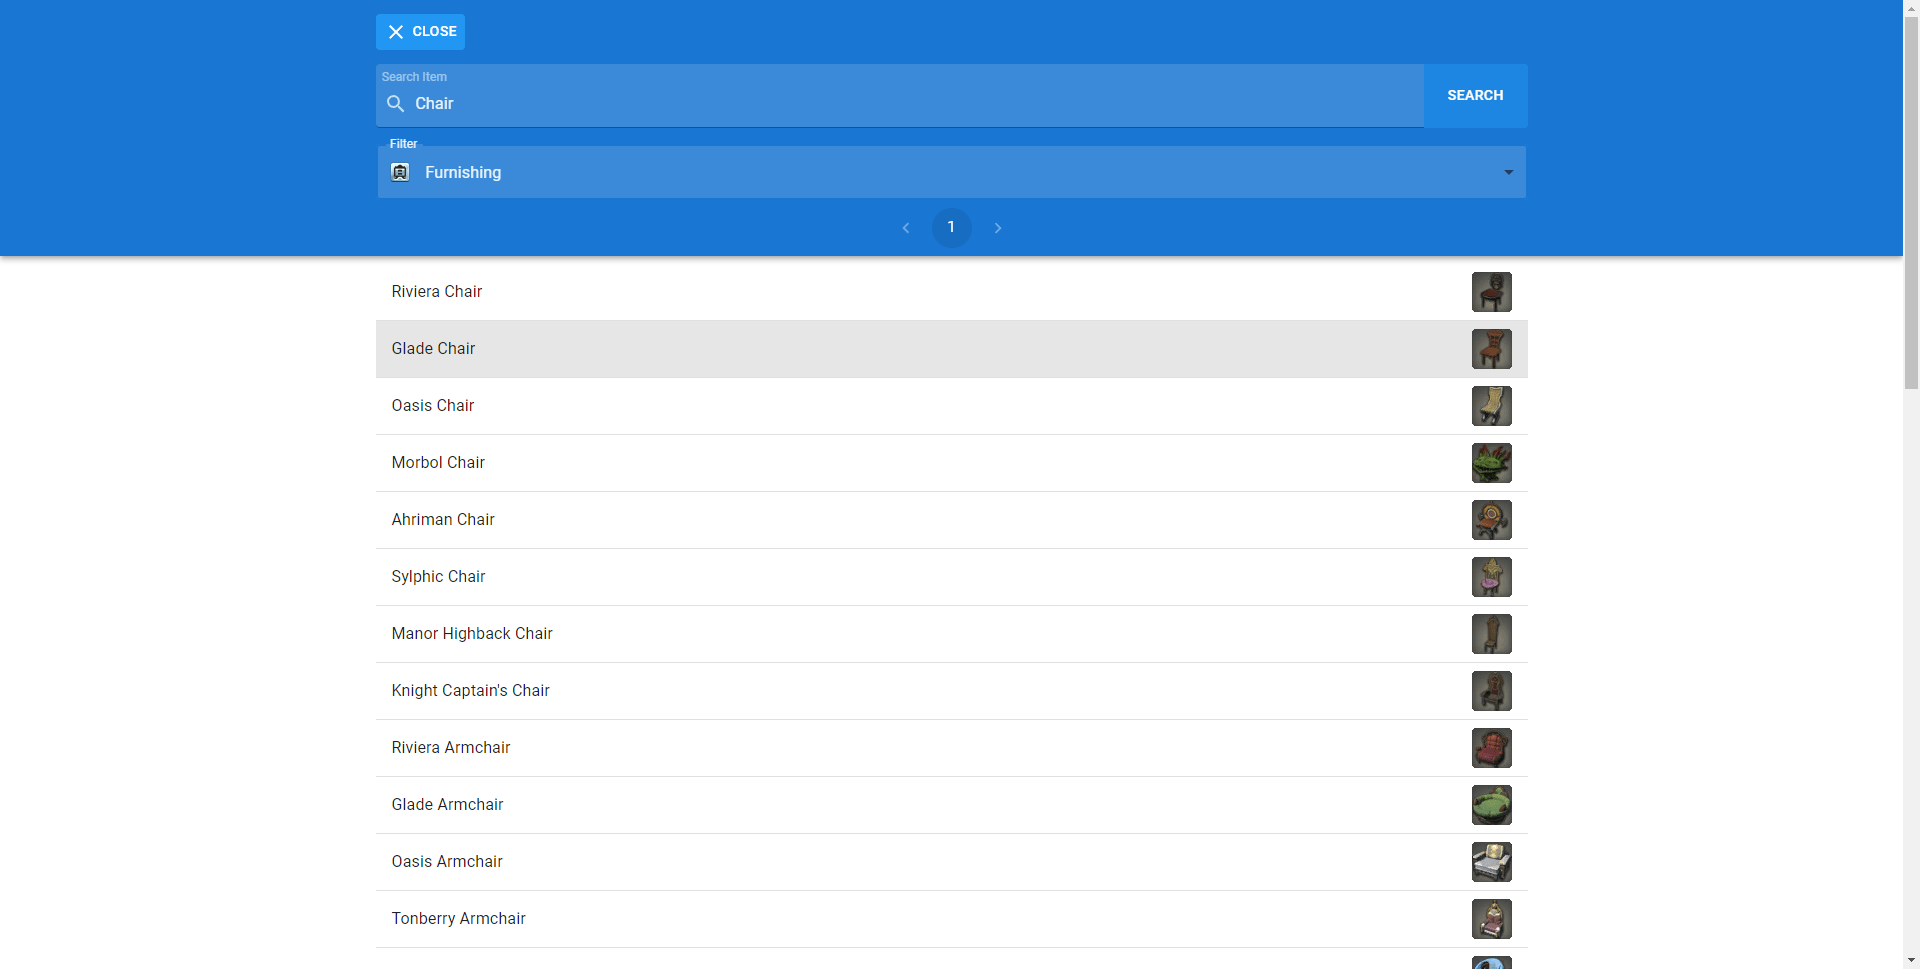 CLOSE
Search Item
Chair
SEARCH
Filter
Furnishing
1
Riviera Chair
Glade Chair
Oasis Chair
Morbol Chair
Ahriman Chair
Sylphic Chair
Manor Highback Chair
Knight Captain's Chair
Riviera Armchair
Glade Armchair
Oasis Armchair
Tonberry Armchair